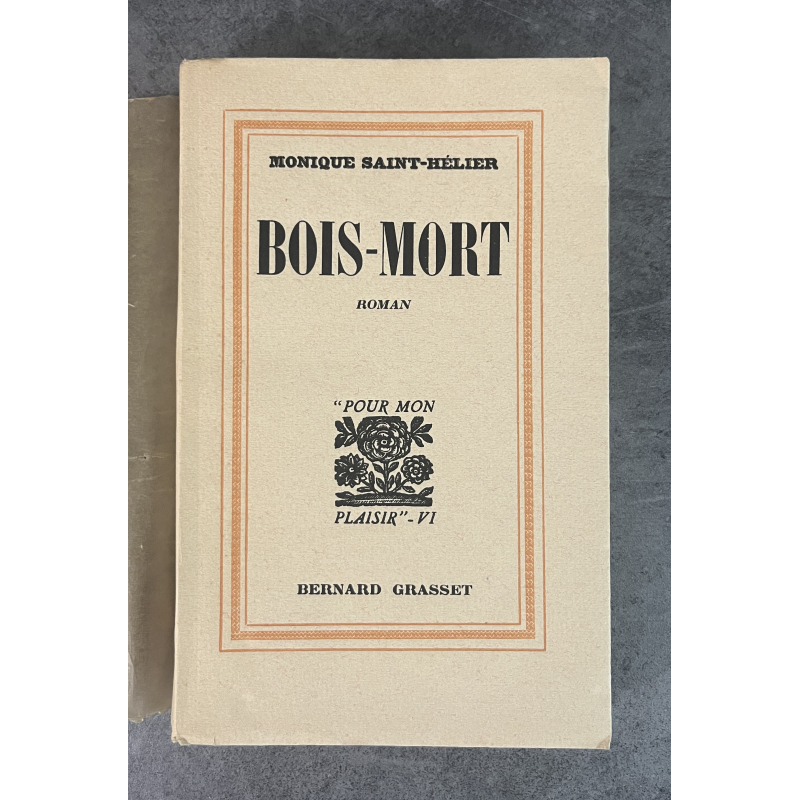 MONIQUE SAINT-HÉLIER
BOIS-MORT
ROMAN
"POUR MON
PLAISIR"-VI
BERNARD GRASSET